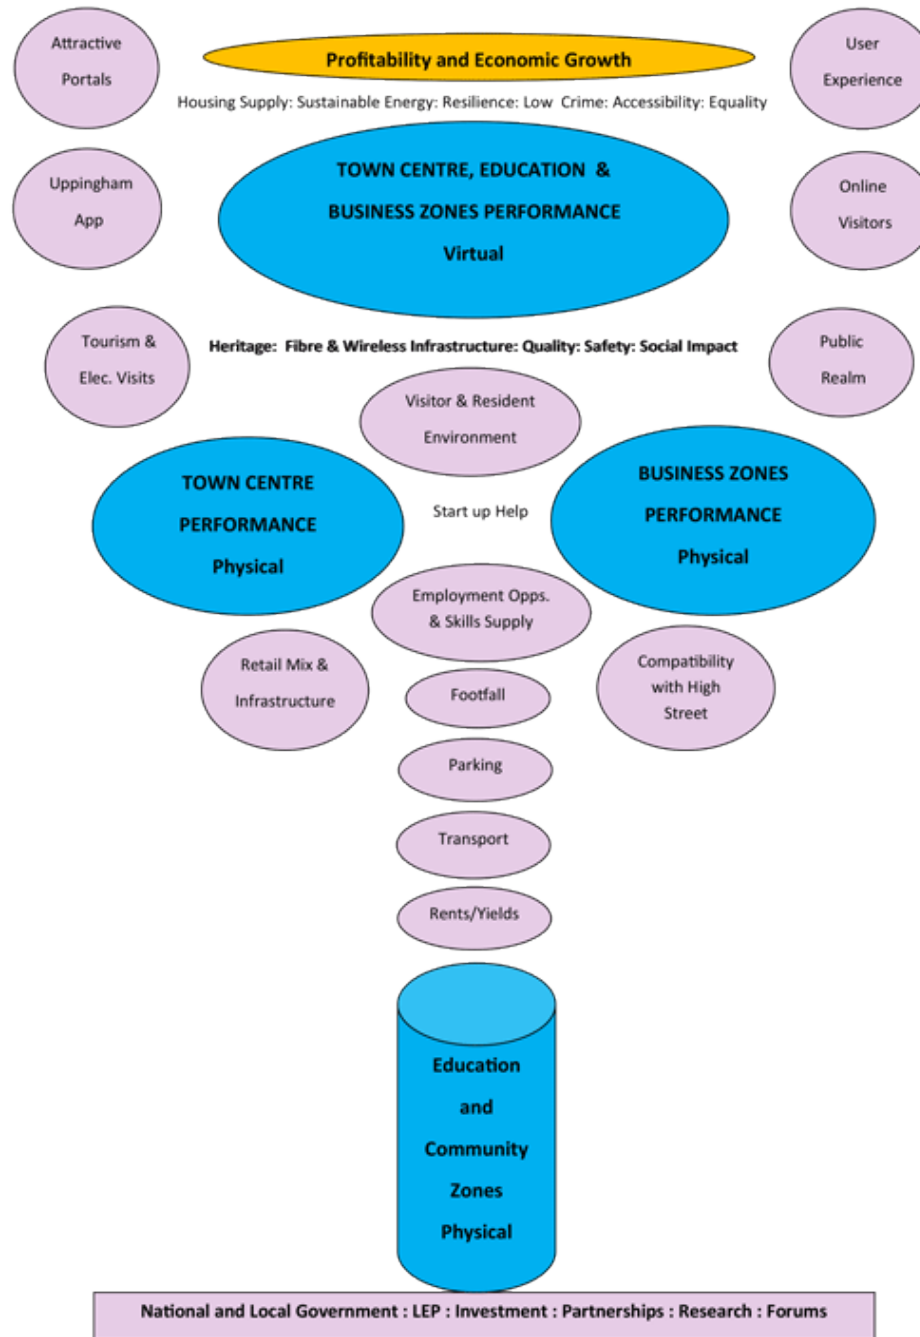 Attractive
Portals
Profitability and Economic Growth
User
Experience
Housing Supply: Sustainable Energy: Resilience: Low  Crime: Accessibility: Equality
Uppingham
App
TOWN CENTRE, EDUCATION  &
BUSINESS ZONES PERFORMANCE
Virtual
Online
Visitors
Tourism &
Elec. Visits
Heritage:  Fibre & Wireless Infrastructure: Quality: Safety: Social Impact
Public
Realm
Visitor & Resident
Environment
TOWN CENTRE
PERFORMANCE
Physical
Start up Help
BUSINESS ZONES
PERFORMANCE
Physical
Employment Opps.
& Skills Supply
Retail Mix &
Infrastructure
Footfall
Compatibility
with High
Street
Parking
Transport
Rents/Yields
Education
and
Community
Zones
Physical
National and Local Government : LEP : Investment : Partnerships : Research : Forums